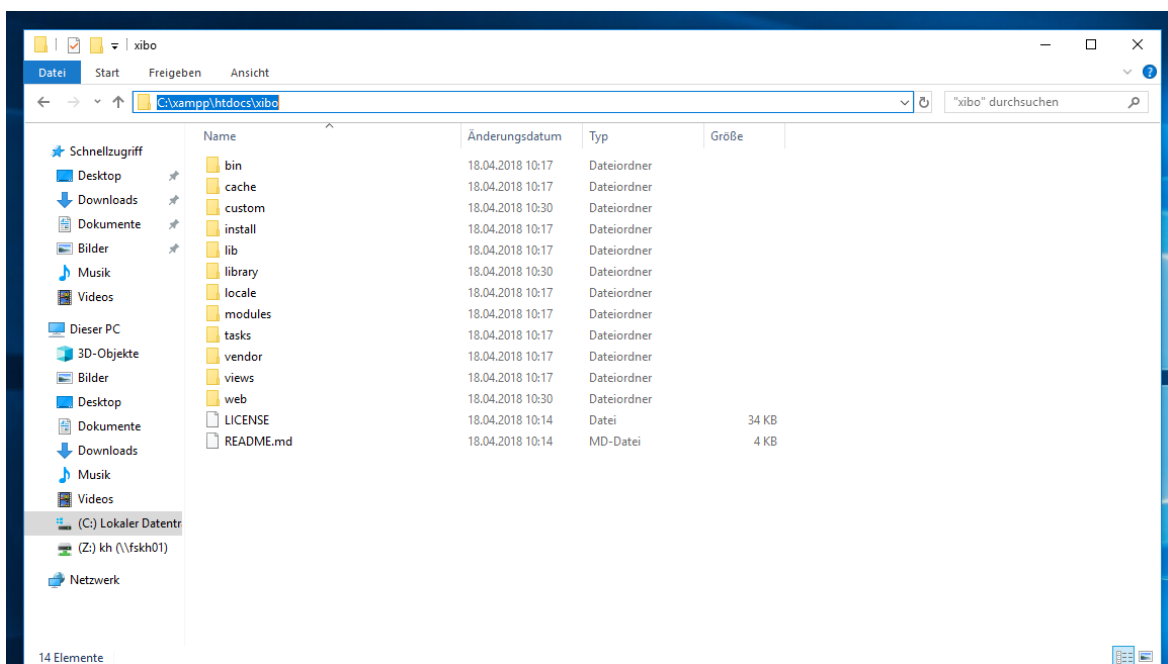 xibo
Datei Start Freigeben Ansicht
C:\xampp\htdocs\xibo "xibo" durchsuchen
Name Änderungsdatum Typ Größe
Schnellzugriff
Desktop
Downloads
Dokumente
Bilder
Musik
Videos
Dieser PC
3D-Objekte
Bilder
Desktop
Dokumente
Downloads
Musik
Videos
(C:) Lokaler Datentr
(Z:) kh (\\fskh01)
Netzwerk
bin 18.04.2018 10:17 Dateiordner
cache 18.04.2018 10:17 Dateiordner
custom 18.04.2018 10:30 Dateiordner
install 18.04.2018 10:17 Dateiordner
lib 18.04.2018 10:17 Dateiordner
library 18.04.2018 10:30 Dateiordner
locale 18.04.2018 10:17 Dateiordner
modules 18.04.2018 10:17 Dateiordner
tasks 18.04.2018 10:17 Dateiordner
vendor 18.04.2018 10:17 Dateiordner
views 18.04.2018 10:17 Dateiordner
web 18.04.2018 10:30 Dateiordner
LICENSE 18.04.2018 10:14 Datei 34 KB
README.md 18.04.2018 10:14 MD-Datei 4 KB
14 Elemente